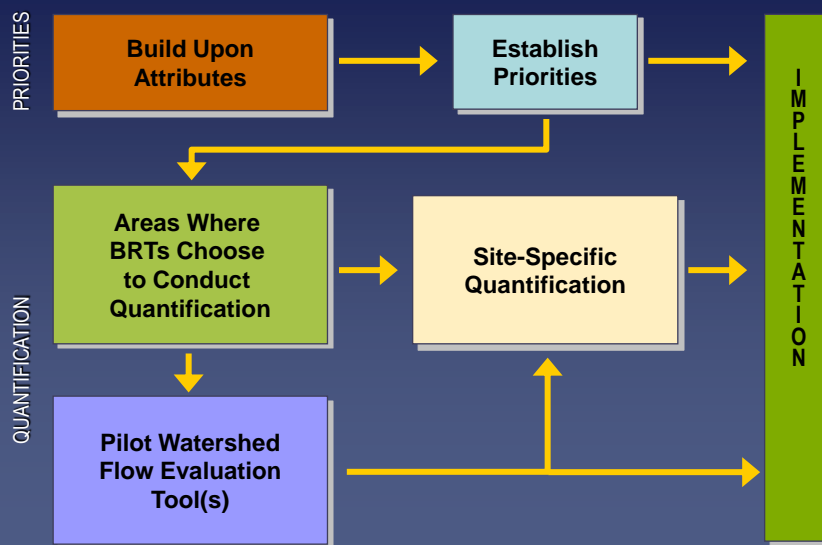 PRIORITIES
Build Upon
Attributes
Establish
Priorities
IMPLEMENTATION
QUANTIFICATION
Areas Where
BRTs Choose
to Conduct
Quantification
Site-Specific
Quantification
Pilot Watershed
Flow Evaluation
Tool(s)